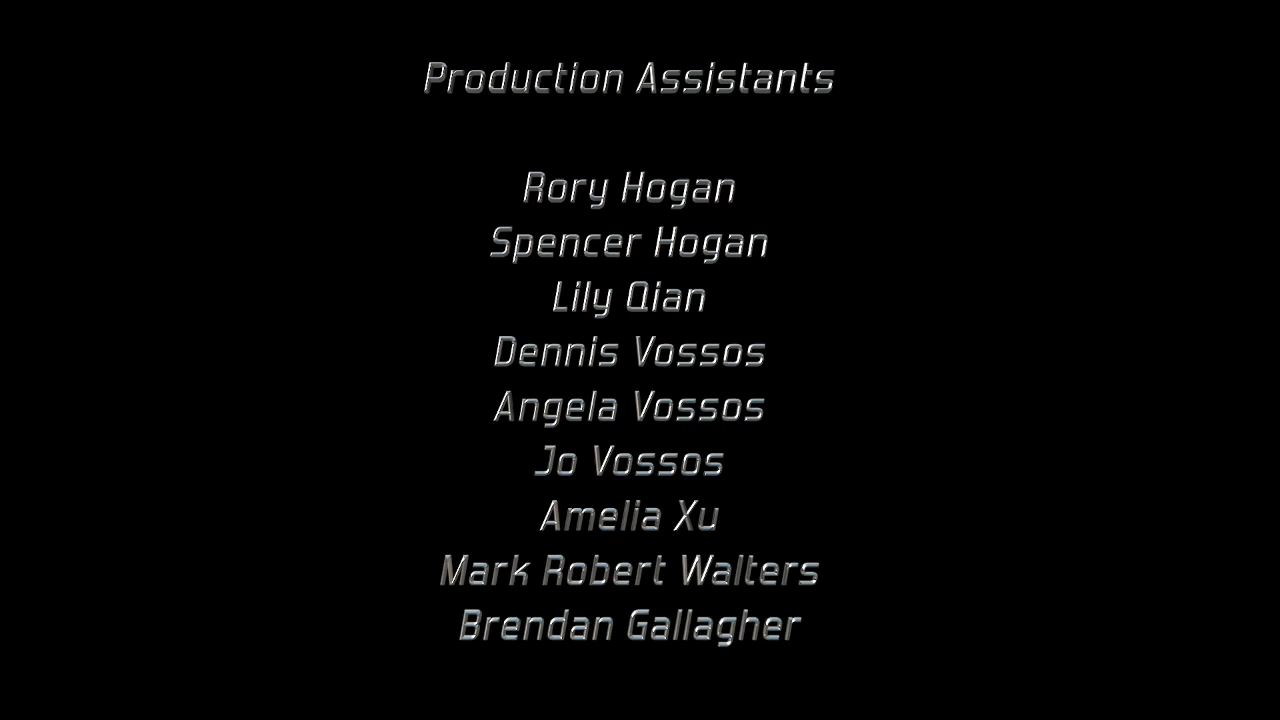 Production Assistants
Rory Hogan
Spencer Hogan
Lily Qian
Dennis Vossos
Angela Vossos
Jo Vossos
Amelia Xu
Mark Robert Walters
Brendan Gallagher